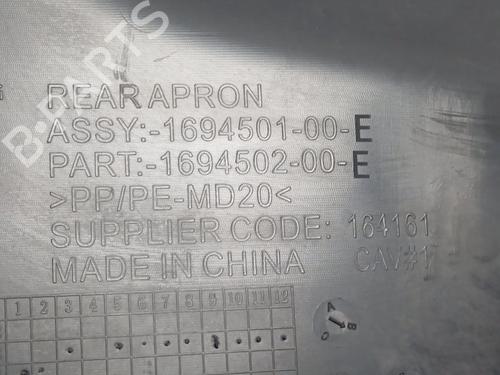 REAR APRON
ASSY:-1694501-00-E
PART:-1694502-00-E
>PP/PE-MD20<
SUPPLIER CODE: 164161
MADE IN CHINA CAV#1
1 2 3 4 5 6 7 8 9 10 11 12
A
B
B-PARTS